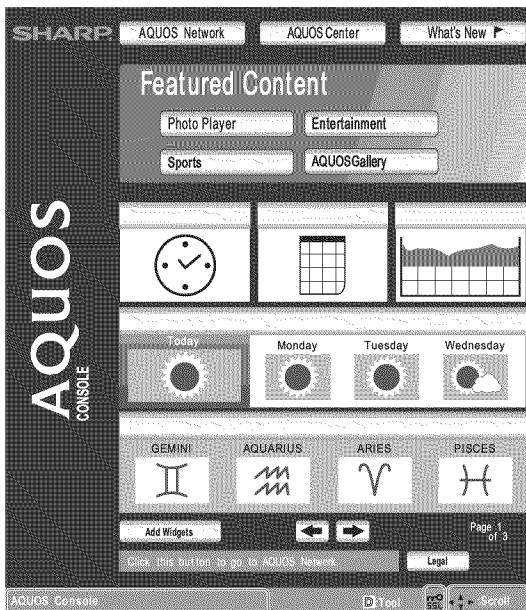 SHARP
AQUOS Network
AQUOS Center
What's New
Featured Content
Photo Player
Entertainment
Sports
AQUOSGallery
AQUOS
CONSOLE
Today
Monday
Tuesday
Wednesday
GEMINI
AQUARIUS
ARIES
PISCES
Add Widgets
Page 1
of 3
Click this button to go to AQUOS Network
Legal
AQUOS Console
D:Tool
:Scroll